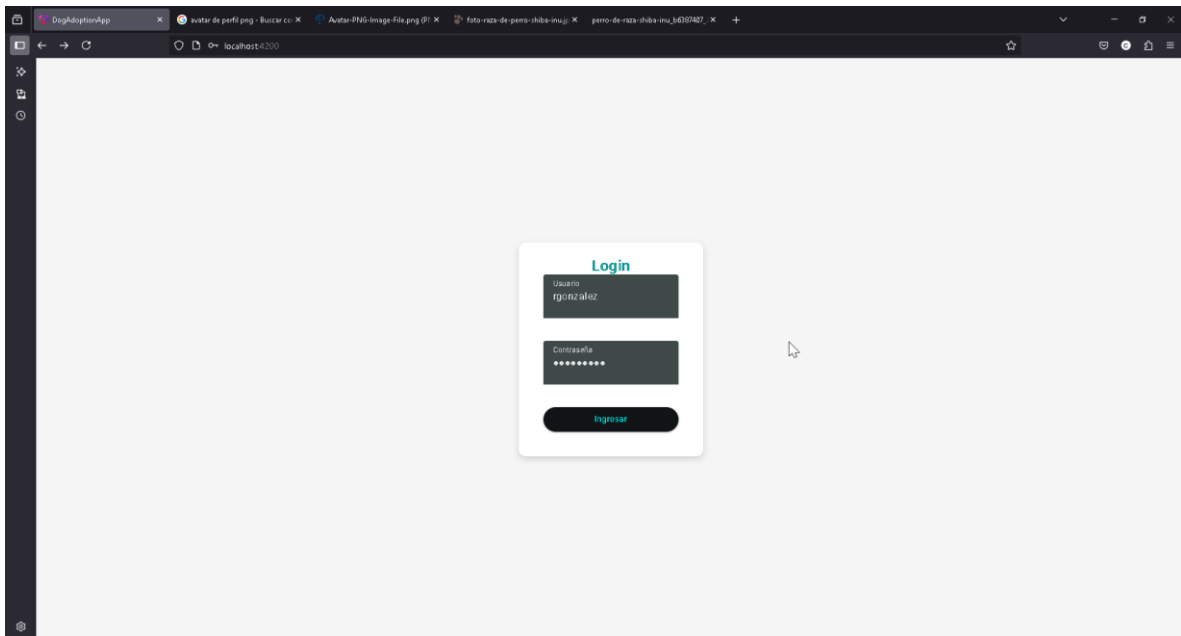 DogAdoptionApp
avatar de perfil png - Buscar co
Avatar-PNG-Image-File.png (P
foto-raza-de-perro-shiba-inu.jp
perro-de-raza-shiba-inu_b6387407_
localhost:4200
Login
Usuario
rgonzalez
Contraseña
•••••••••
Ingresar